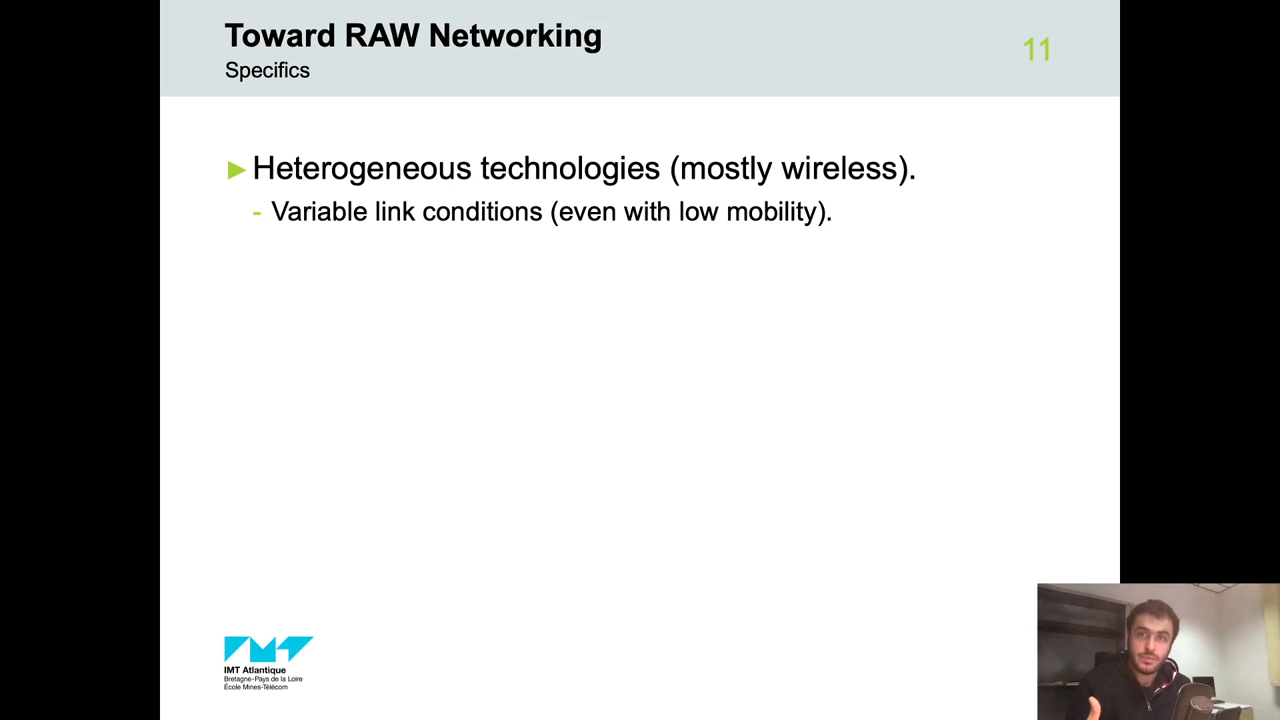 Toward RAW Networking
Specifics
11
► Heterogeneous technologies (mostly wireless).
- Variable link conditions (even with low mobility).
IMT Atlantique
Bretagne-Pays de la Loire
École Mines-Télécom